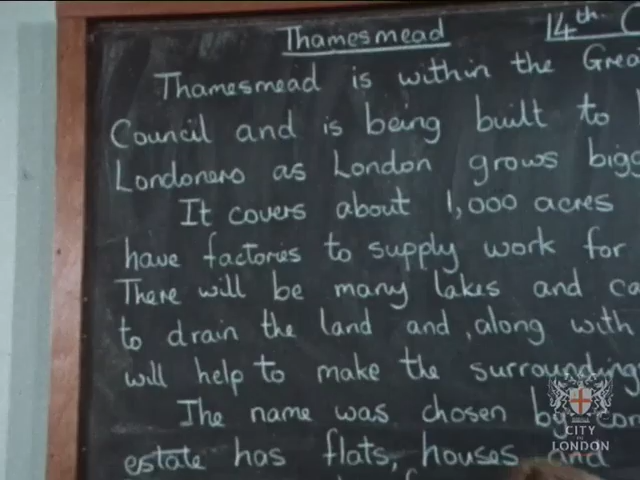 Thamesmead 14th.
Thamesmead is within the
Council and is being built to
Londoners as London grows
It covers about 1,000 acres
have factories to supply work for
There will be many lakes and
to drain the land and, along with
will help to make the
The name was chosen by
estate has flats, houses and
CITY
OF
LONDON